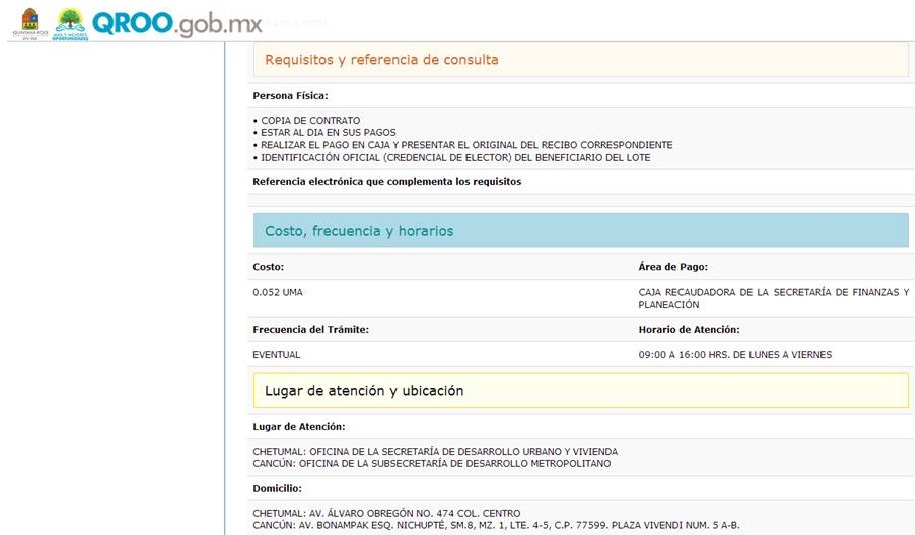 QROO.gob.mx
QUINTANA ROO
OPORTUNIDADES
Requisitos y referencia de consulta
Persona Física:
• COPIA DE CONTRATO
• ESTAR AL DIA EN SUS PAGOS
• REALIZAR EL PAGO EN CAJA Y PRESENTAR EL ORIGINAL DEL RECIBO CORRESPONDIENTE
• IDENTIFICACIÓN OFICIAL (CREDENCIAL DE ELECTOR) DEL BENEFICIARIO DEL LOTE
Referencia electrónica que complementa los requisitos
Costo, frecuencia y horarios
Costo: Área de Pago:
0.052 UMA CAJA RECAUDADORA DE LA SECRETARÍA DE FINANZAS Y
PLANEACIÓN
Frecuencia del Trámite: Horario de Atención:
EVENTUAL 09:00 A 16:00 HRS. DE LUNES A VIERNES
Lugar de atención y ubicación
Lugar de Atención:
CHETUMAL: OFICINA DE LA SECRETARÍA DE DESARROLLO URBANO Y VIVIENDA
CANCÚN: OFICINA DE LA SUBSECRETARÍA DE DESARROLLO METROPOLITANO
Domicilio:
CHETUMAL: AV. ÁLVARO OBREGÓN NO. 474 COL. CENTRO
CANCÚN: AV. BONAMPAK ESQ. NICHUPTÉ, SM.8, MZ. 1, LTE. 4-5, C.P. 77599. PLAZA VIVENDI NUM. 5 A-B.